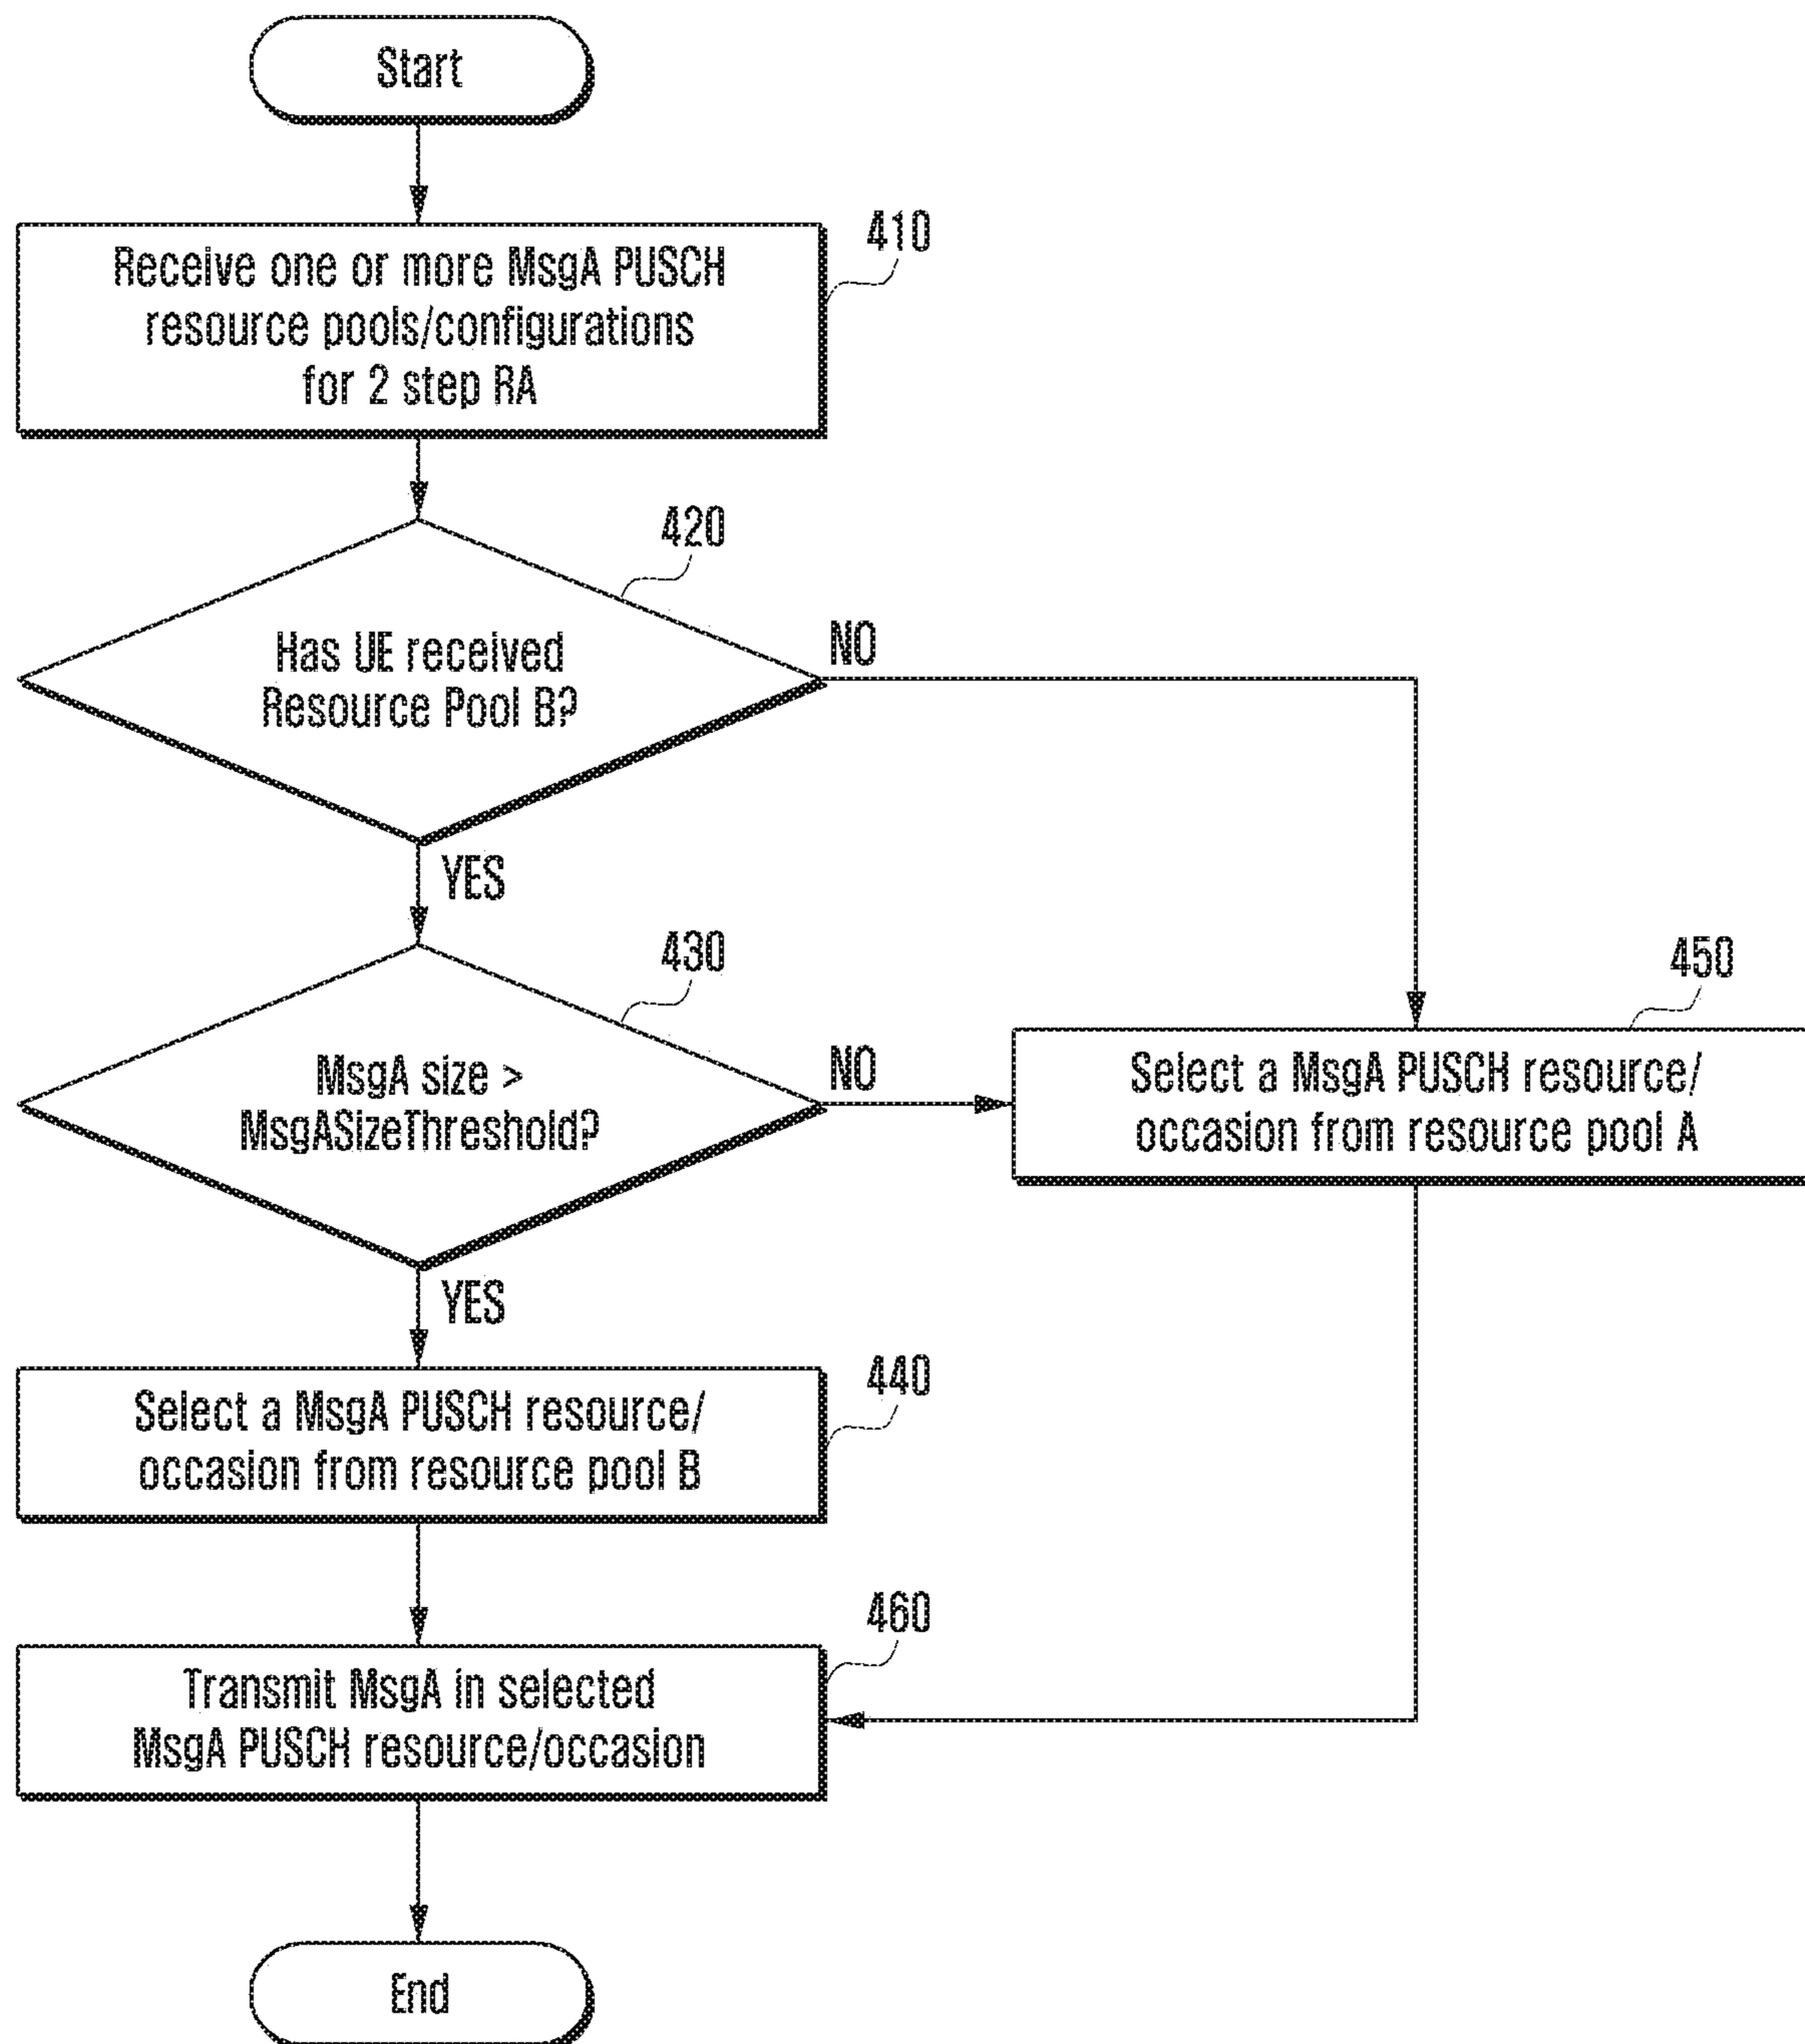 Start
410
Receive one or more MsgA PUSCH
resource pools/configurations
for 2 step RA
420
Has UE received
Resource Pool B?
NO
YES
430
MsgA size >
MsgASizeThreshold?
NO
450
Select a MsgA PUSCH resource/
occasion from resource pool A
YES
440
Select a MsgA PUSCH resource/
occasion from resource pool B
460
Transmit MsgA in selected
MsgA PUSCH resource/occasion
End